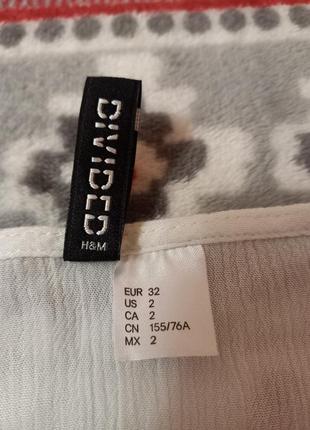 DIVIDED
H&M
EUR 32
US 2
CA 2
CN 155/76A
MX 2